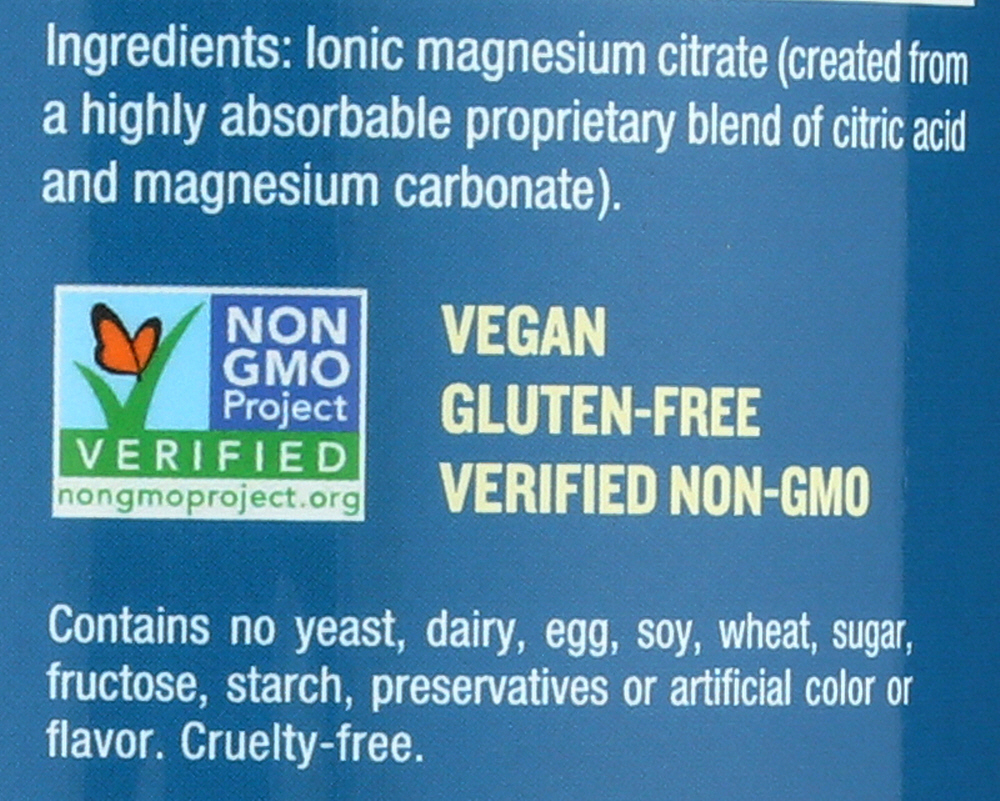 Ingredients: Ionic magnesium citrate (created from
a highly absorbable proprietary blend of citric acid
and magnesium carbonate).
NON
GMO
Project
VERIFIED
nongmoproject.org
VEGAN
GLUTEN-FREE
VERIFIED NON-GMO
Contains no yeast, dairy, egg, soy, wheat, sugar,
fructose, starch, preservatives or artificial color or
flavor. Cruelty-free.